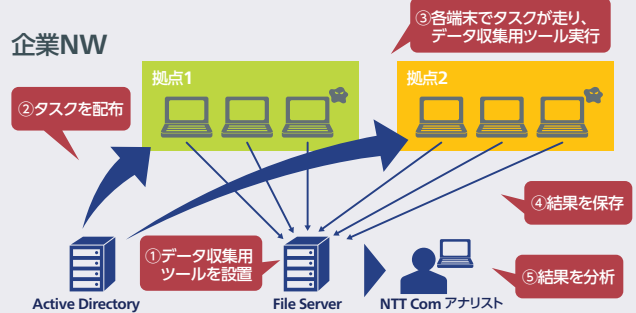 企業NW
③各端末でタスクが走り、
データ収集用ツール実行
拠点1
拠点2
②タスクを配布
④結果を保存
①データ収集用
ツールを設置
⑤結果を分析
Active Directory
File Server
NTT Com アナリスト